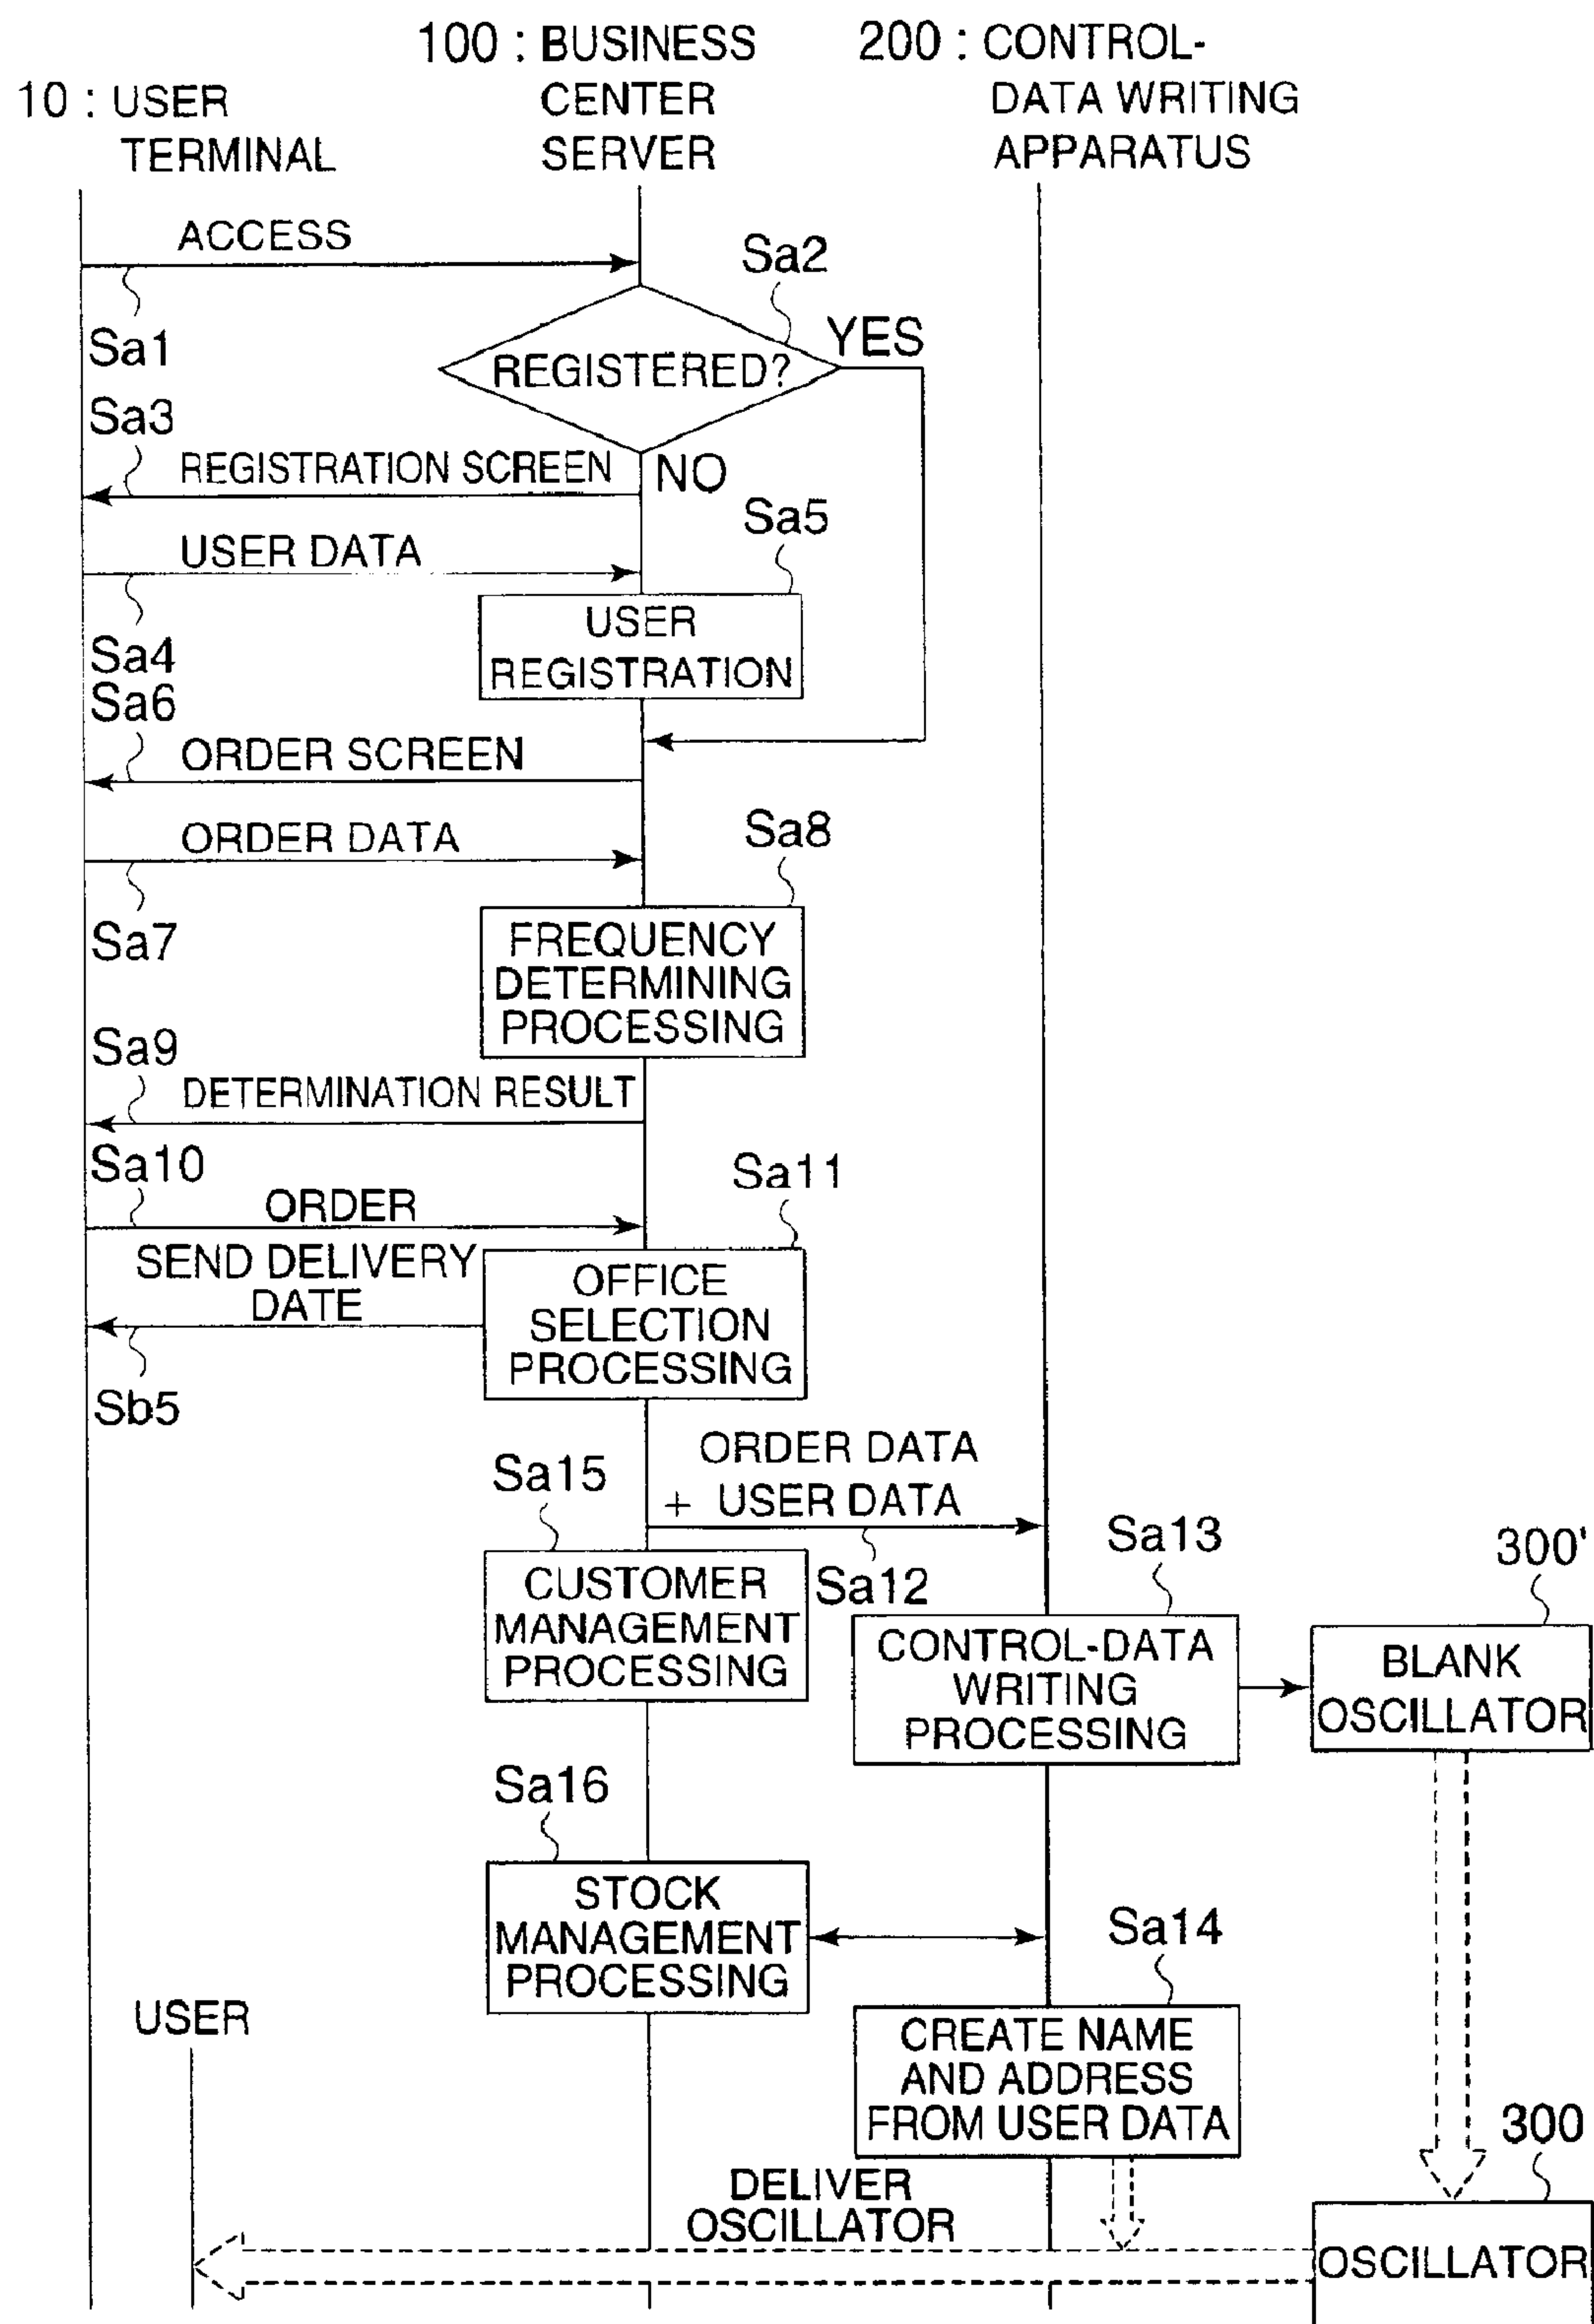 100 : BUSINESS
CENTER
SERVER
200 : CONTROL-
DATA WRITING
APPARATUS
10 : USER
TERMINAL
ACCESS
Sa1
Sa2
REGISTERED?
YES
NO
Sa3
REGISTRATION SCREEN
USER DATA
Sa4
Sa5
USER
REGISTRATION
Sa6
ORDER SCREEN
ORDER DATA
Sa7
Sa8
FREQUENCY
DETERMINING
PROCESSING
Sa9
DETERMINATION RESULT
Sa10
ORDER
Sa11
OFFICE
SELECTION
PROCESSING
SEND DELIVERY
DATE
Sb5
ORDER DATA
+ USER DATA
Sa12
Sa15
CUSTOMER
MANAGEMENT
PROCESSING
Sa13
CONTROL-DATA
WRITING
PROCESSING
300'
BLANK
OSCILLATOR
Sa16
STOCK
MANAGEMENT
PROCESSING
Sa14
CREATE NAME
AND ADDRESS
FROM USER DATA
USER
DELIVER
OSCILLATOR
300
OSCILLATOR